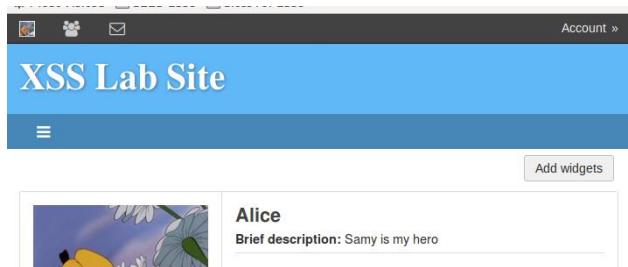 Account »
XSS Lab Site
Add widgets
Alice
Brief description: Samy is my hero